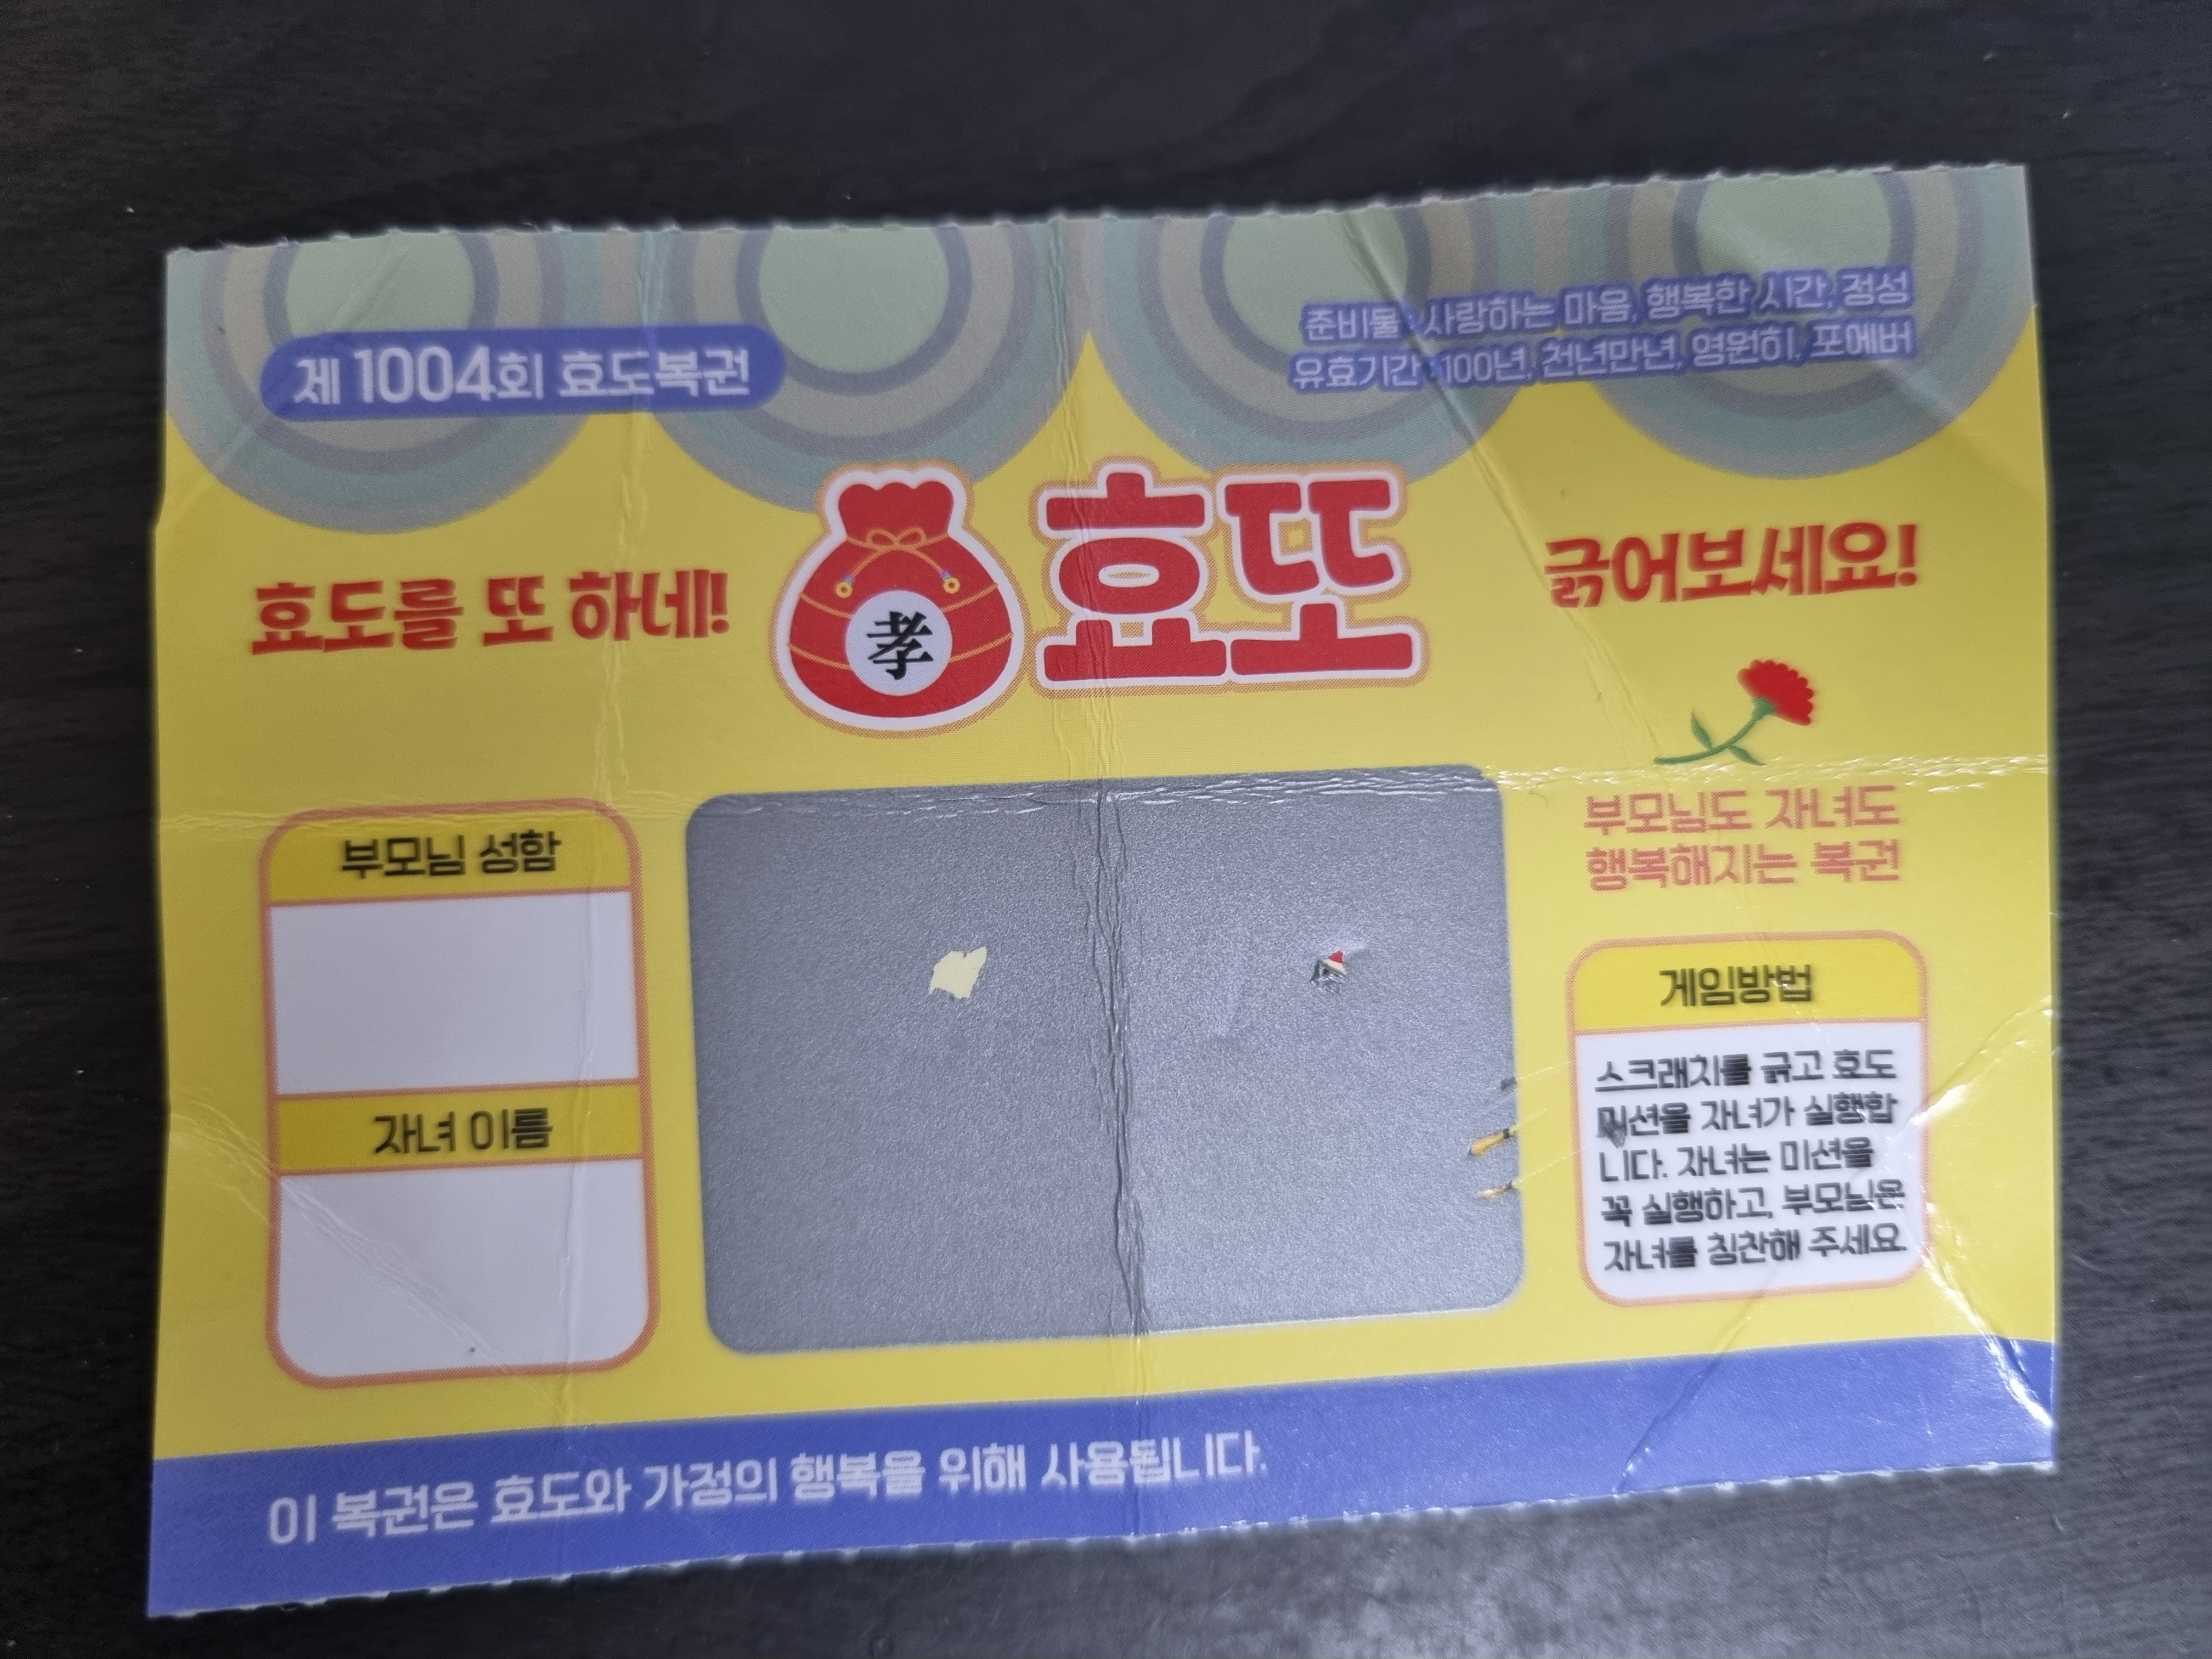 제 1004회 효도복권
준비물 : 사랑하는 마음, 행복한 시간, 정성
유효기간 : 100년, 천년만년, 영원히, 포에버
효도를 또 하네!
孝
효또
긁어보세요!
부모님도 자녀도
행복해지는 복권
부모님 성함
자녀 이름
게임방법
스크래치를 긁고 효도
미션을 자녀가 실행합
니다. 자녀는 미션을
꼭 실행하고, 부모님은
자녀를 칭찬해 주세요.
이 복권은 효도와 가정의 행복을 위해 사용됩니다.